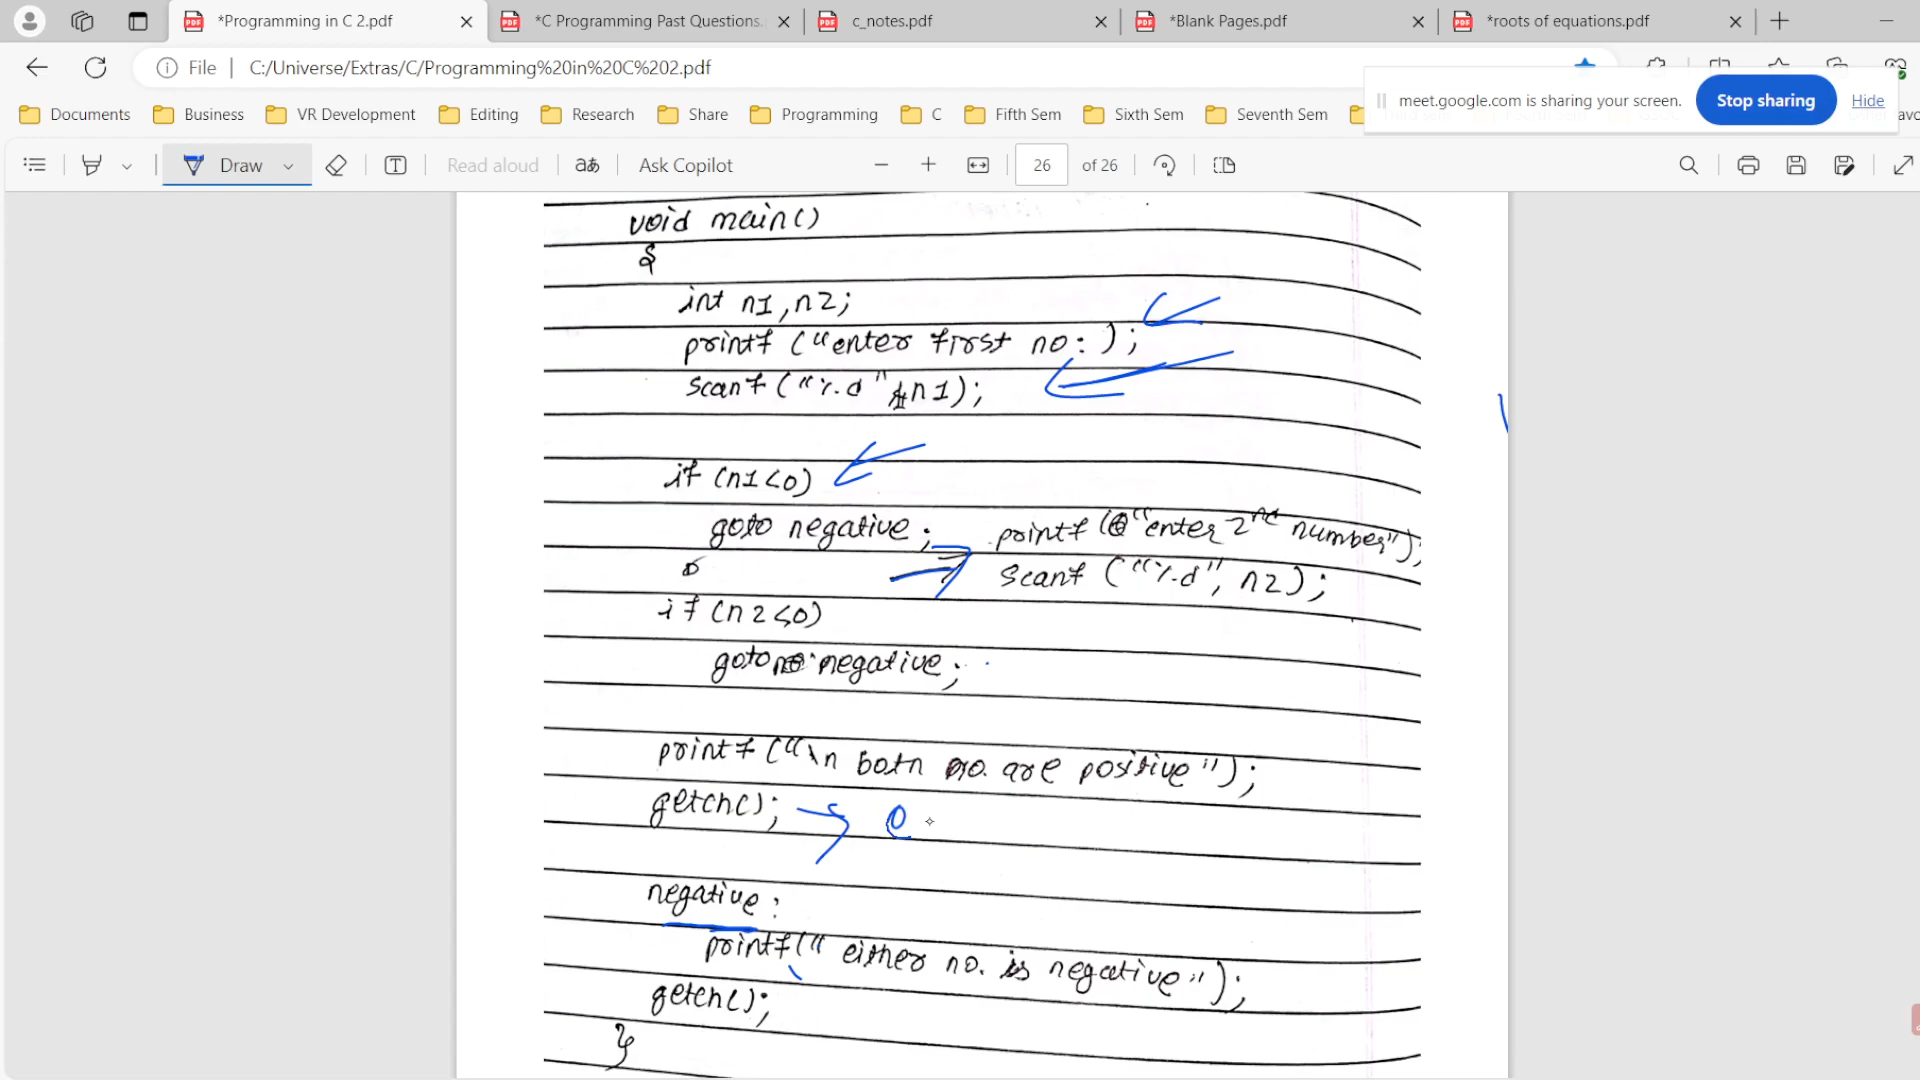 *Programming in C 2.pdf
*C Programming Past Questions.
c_notes.pdf
*Blank Pages.pdf
*roots of equations.pdf
File
C:/Universe/Extras/C/Programming%20in%20C%202.pdf
meet.google.com is sharing your screen.
Stop sharing
Hide
Documents
Business
VR Development
Editing
Research
Share
Programming
C
Fifth Sem
Sixth Sem
Seventh Sem
Draw
Read aloud
aあ
Ask Copilot
26
of 26
void main()
{
int n1, n2;
printf ("enter first no: );
scanf ("%d", &n1);
if (n1<0)
goto negative;
printf ("enter 2nd number");
scanf ("%d", n2);
if (n2<0)
goto negative;
printf ("\n both no. are positive");
getch();
negative:
printf(" either no. is negative");
getch();
}